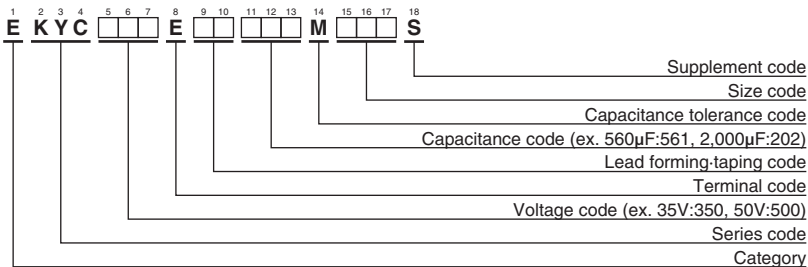 1 2 3 4 5 6 7 8 9 10 11 12 13 14 15 16 17 18
E K Y C □□□ E □□ □□□ M □□□ S
Supplement code
Size code
Capacitance tolerance code
Capacitance code (ex. 560µF:561, 2,000µF:202)
Lead forming·taping code
Terminal code
Voltage code (ex. 35V:350, 50V:500)
Series code
Category